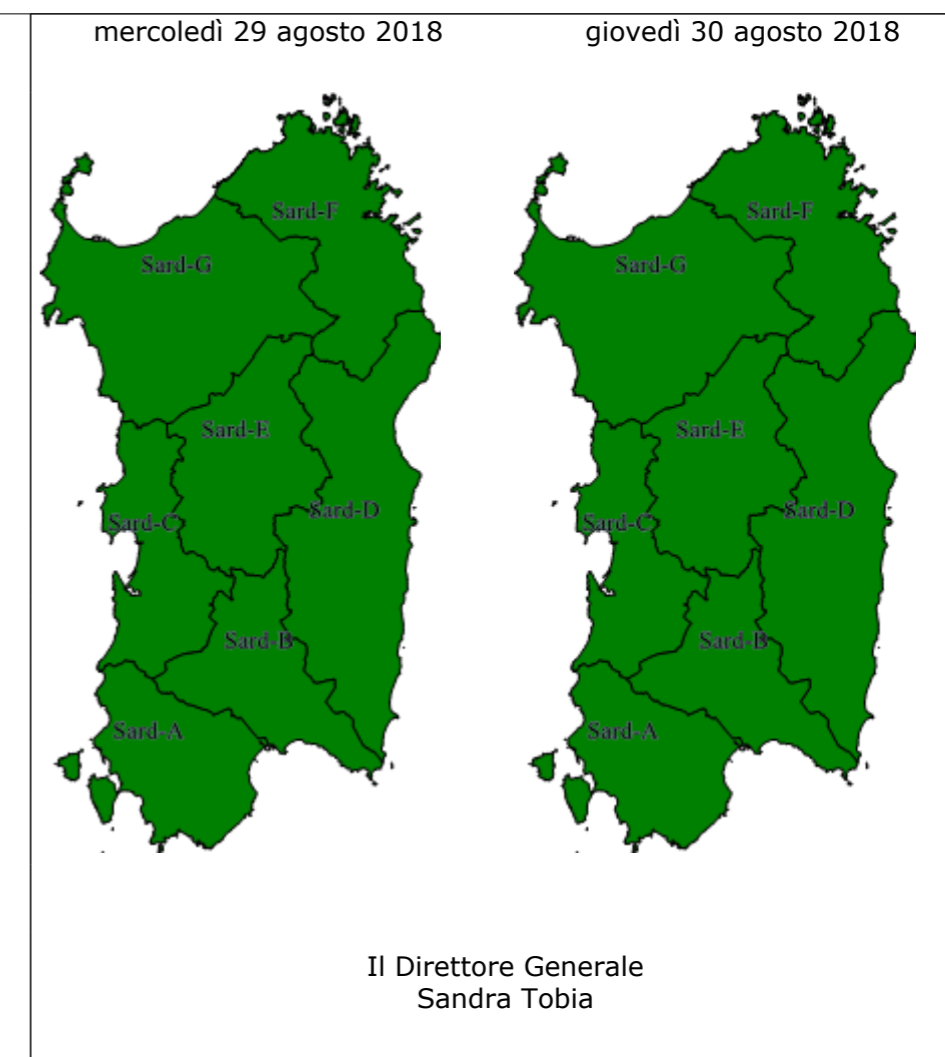 mercoledì 29 agosto 2018
giovedì 30 agosto 2018
Sard-F
Sard-G
Sard-E
Sard-D
Sard-C
Sard-B
Sard-A
Sard-F
Sard-G
Sard-E
Sard-D
Sard-C
Sard-B
Sard-A
Il Direttore Generale
Sandra Tobia